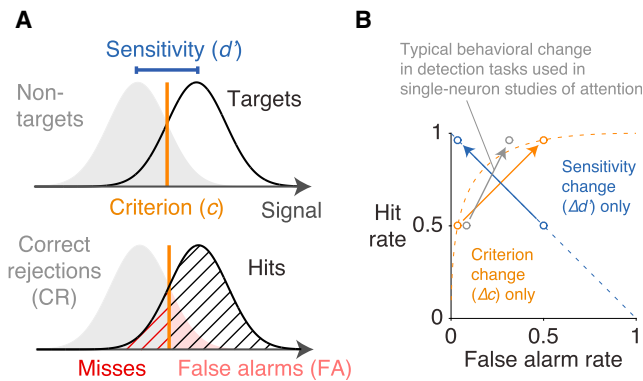 A
Sensitivity (d’)
Non-
targets
Targets
Criterion (c)
Signal
Correct
rejections
(CR)
Hits
Misses
False alarms (FA)
B
Typical behavioral change
in detection tasks used in
single-neuron studies of attention
1
Hit
rate
0.5
0
Sensitivity
change
(Δd’) only
Criterion
change
(Δc) only
0
0.5
1
False alarm rate